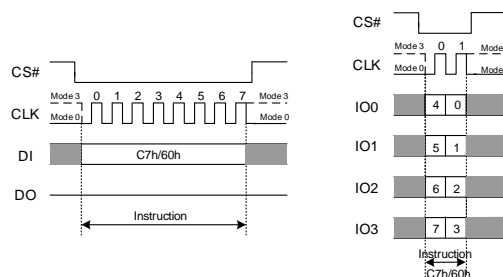 CS#
Mode 3 0 1 2 3 4 5 6 7 Mode 3
CLK Mode 0 Mode 0
DI C7h/60h
DO
Instruction
CS#
Mode 3 0 1 Mode
CLK Mode 0 Mode
IO0 4 0
IO1 5 1
IO2 6 2
IO3 7 3
Instruction
C7h/60h